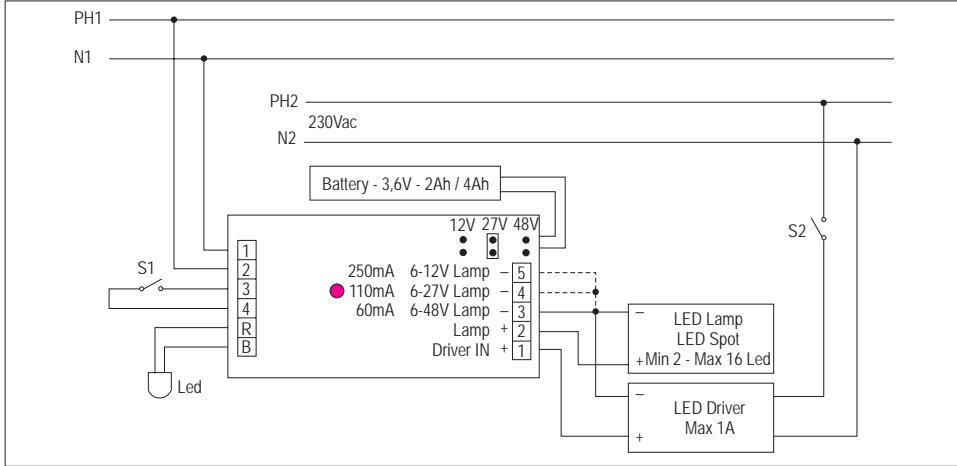 PH1
N1
PH2
230Vac
N2
Battery - 3,6V - 2Ah / 4Ah
12V 27V 48V
S2
1
2
3
4
R
B
S1
Led
250mA 6-12V Lamp – 5
110mA 6-27V Lamp – 4
60mA 6-48V Lamp – 3
Lamp + 2
Driver IN + 1
– LED Lamp
LED Spot
+ Min 2 - Max 16 Led
– LED Driver
Max 1A
+